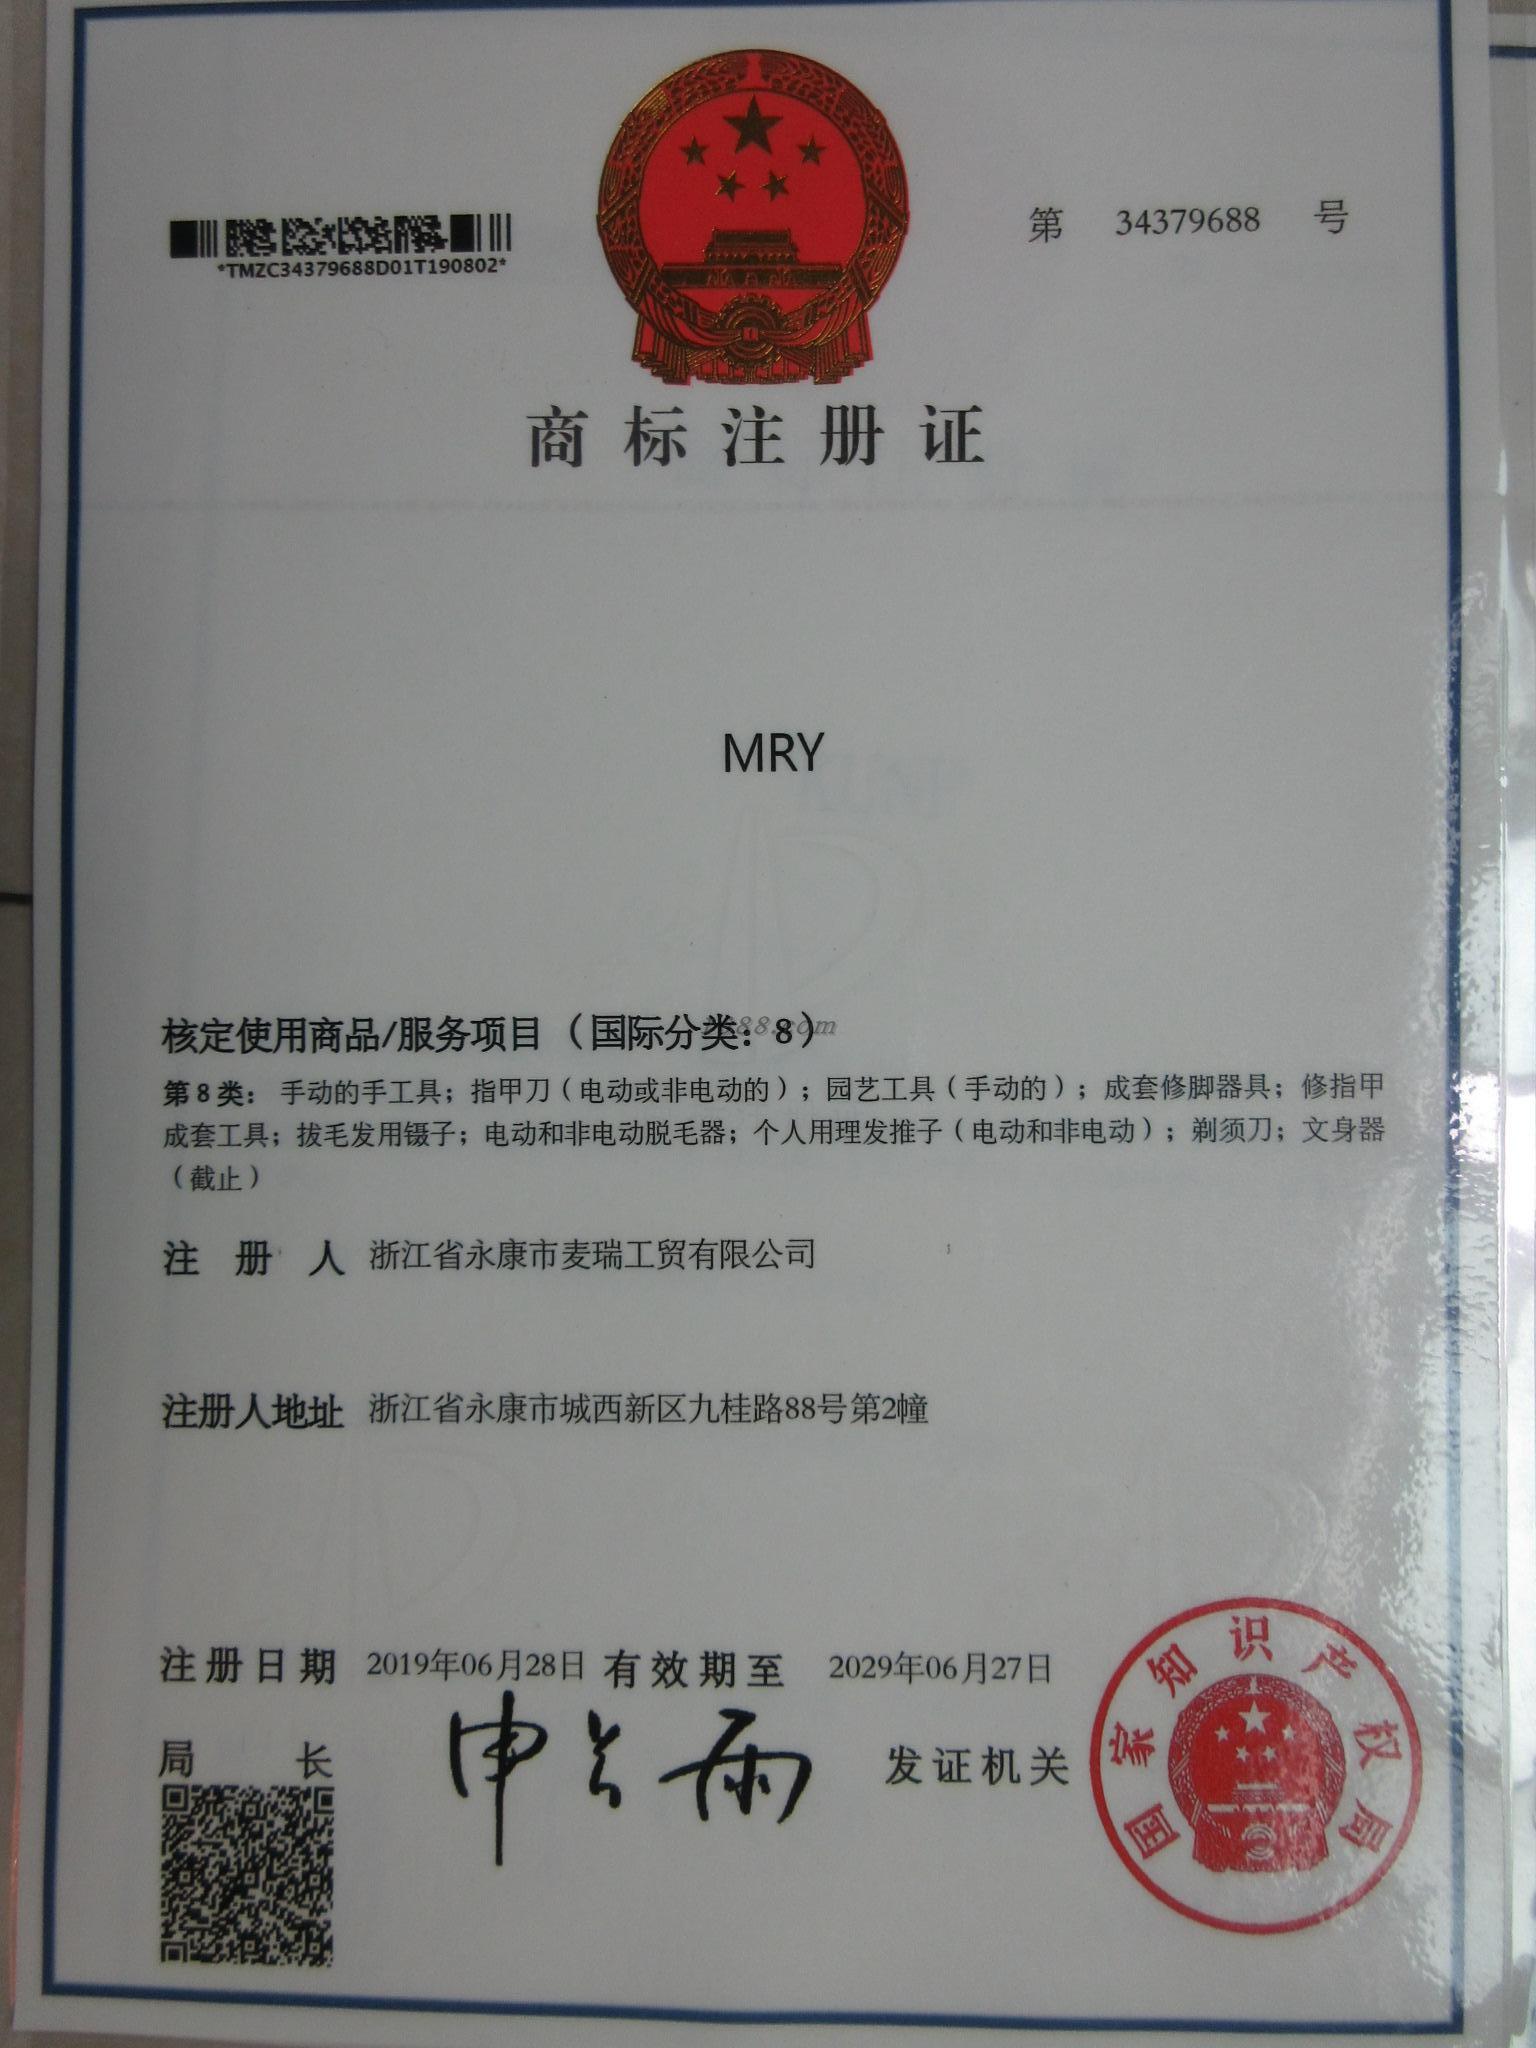 第 34379688 号
*TMZC34379688D01T190802*
商标注册证
MRY
核定使用商品/服务项目（国际分类：8）
第8类：手动的手工具；指甲刀（电动或非电动的）；园艺工具（手动的）；成套修脚器具；修指甲
成套工具；拔毛发用镊子；电动和非电动脱毛器；个人用理发推子（电动和非电动）；剃须刀；文身器
（截止）
注册人 浙江省永康市麦瑞工贸有限公司
注册人地址 浙江省永康市城西新区九桂路88号第2幢
注册日期 2019年06月28日 有效期至 2029年06月27日
局长 申长雨 发证机关
国家知识产权局